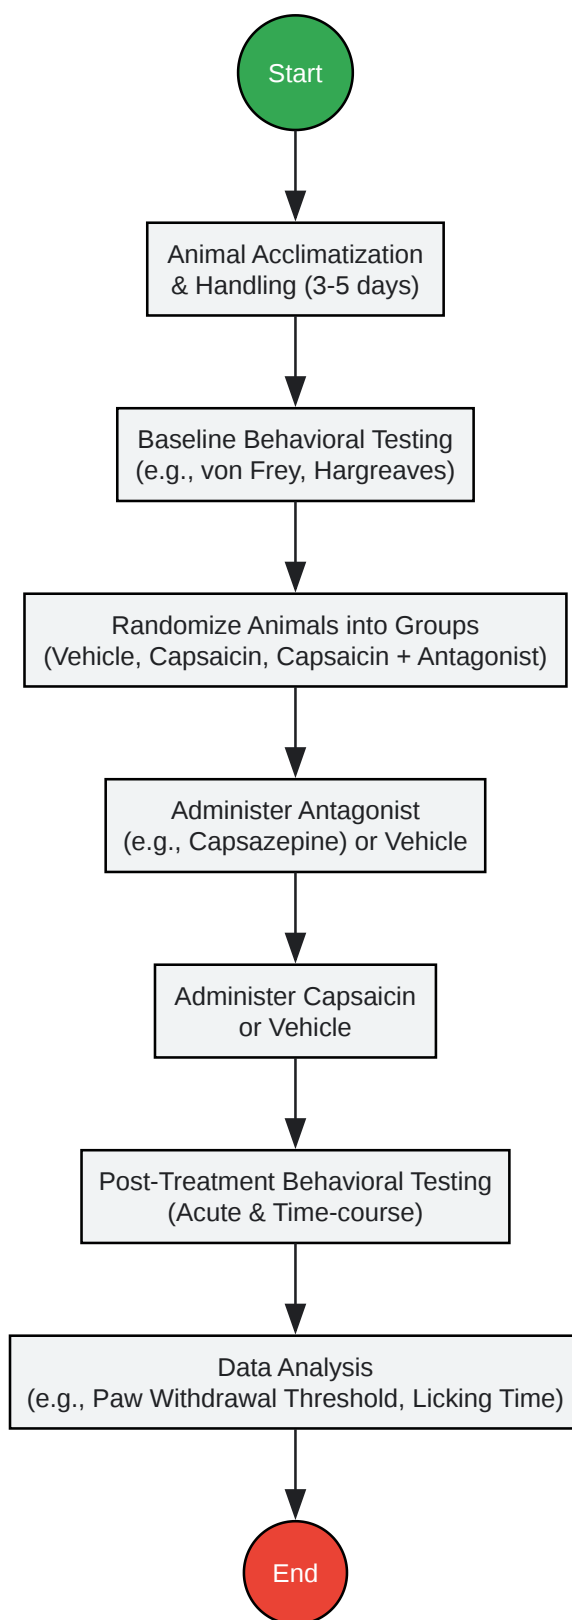 Start
Animal Acclimatization
& Handling (3-5 days)
Baseline Behavioral Testing
(e.g., von Frey, Hargreaves)
Randomize Animals into Groups
(Vehicle, Capsaicin, Capsaicin + Antagonist)
Administer Antagonist
(e.g., Capsazepine) or Vehicle
Administer Capsaicin
or Vehicle
Post-Treatment Behavioral Testing
(Acute & Time-course)
Data Analysis
(e.g., Paw Withdrawal Threshold, Licking Time)
End